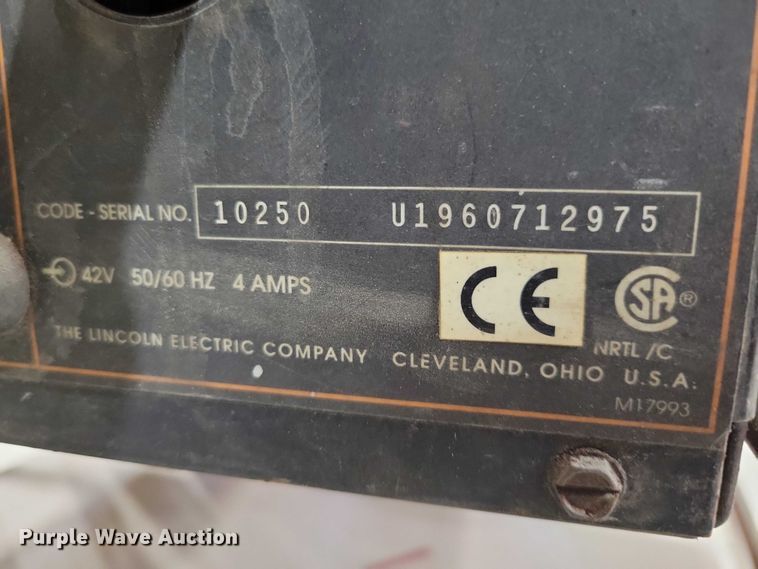 CODE - SERIAL NO. 10250 U1960712975
42V 50/60 HZ 4 AMPS
CE
CSA ®
NRTL /C
THE LINCOLN ELECTRIC COMPANY CLEVELAND, OHIO U.S.A.
M17993
Purple Wave Auction